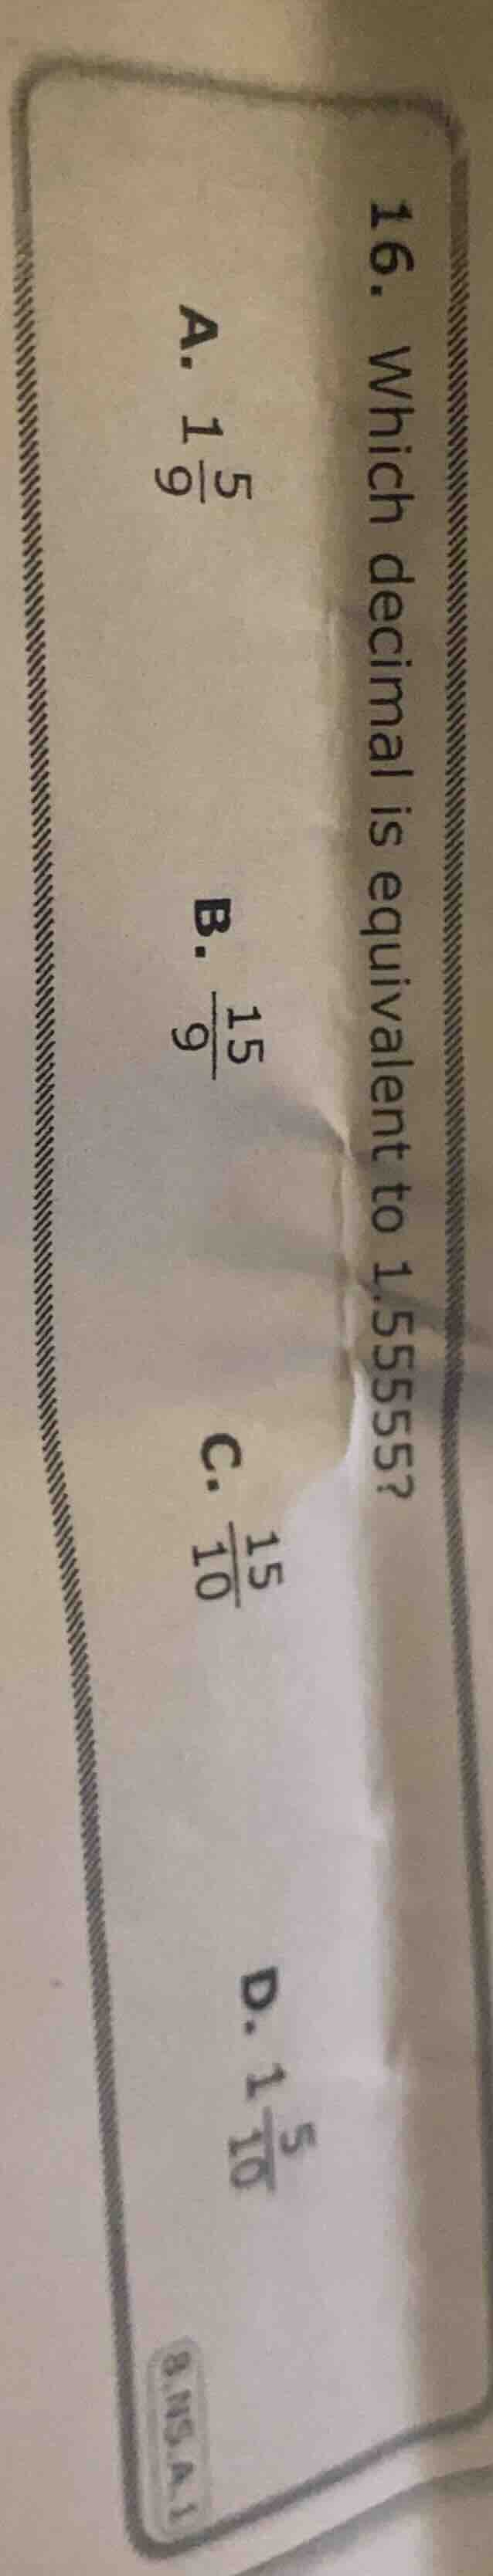 16. Which decimal is equivalent to 1.55555?
A. 1 5/9 B. 15/9 C. 15/10 D. 1 5/10
8.NS.A.1